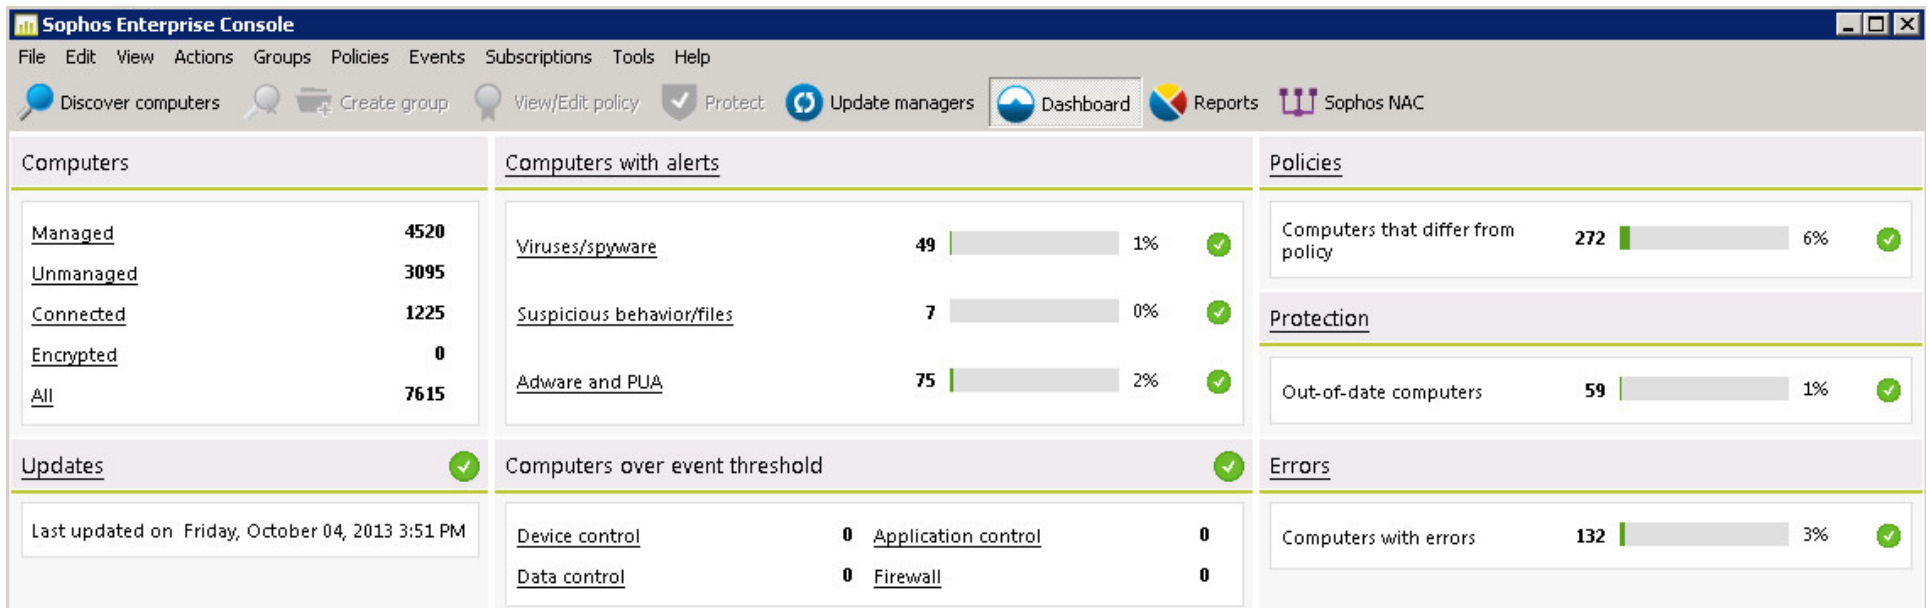 Sophos Enterprise Console
File Edit View Actions Groups Policies Events Subscriptions Tools Help
Discover computers Create group View/Edit policy Protect Update managers Dashboard Reports Sophos NAC
Computers
Managed 4520
Unmanaged 3095
Connected 1225
Encrypted 0
All 7615
Computers with alerts
Viruses/spyware 49 1%
Suspicious behavior/files 7 0%
Adware and PUA 75 2%
Policies
Computers that differ from
policy 272 6%
Protection
Out-of-date computers 59 1%
Updates
Last updated on Friday, October 04, 2013 3:51 PM
Computers over event threshold
Device control 0 Application control 0
Data control 0 Firewall 0
Errors
Computers with errors 132 3%